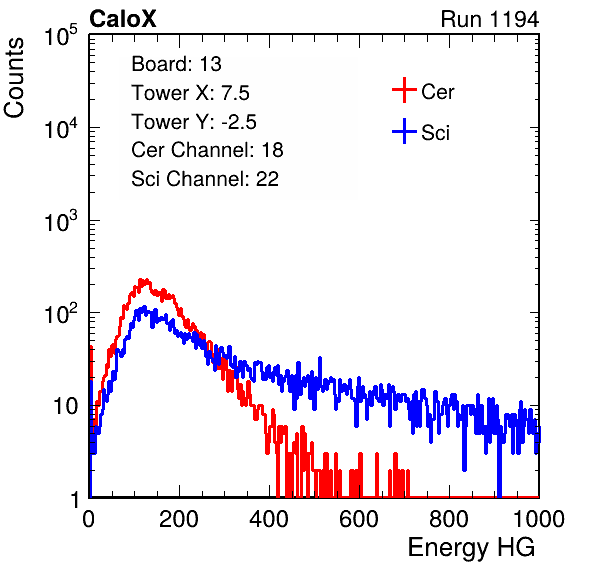 CaloX Run 1194
Counts
10^5
10^4
10^3
10^2
10
1
Board: 13
Tower X: 7.5
Tower Y: -2.5
Cer Channel: 18
Sci Channel: 22
Cer
Sci
0 200 400 600 800 1000
Energy HG